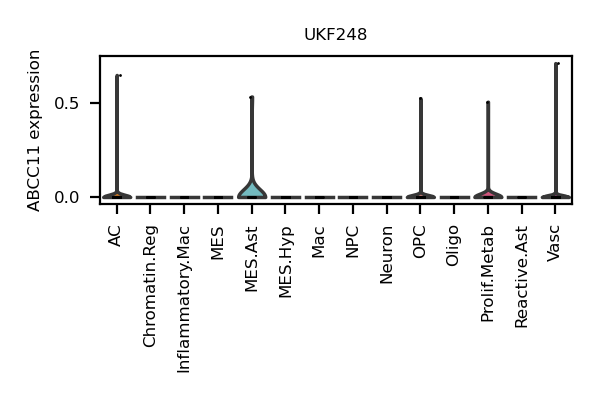 UKF248
ABCC11 expression
0.5
0.0
AC
Chromatin.Reg
Inflammatory.Mac
MES
MES.Ast
MES.Hyp
Mac
NPC
Neuron
OPC
Oligo
Prolif.Metab
Reactive.Ast
Vasc